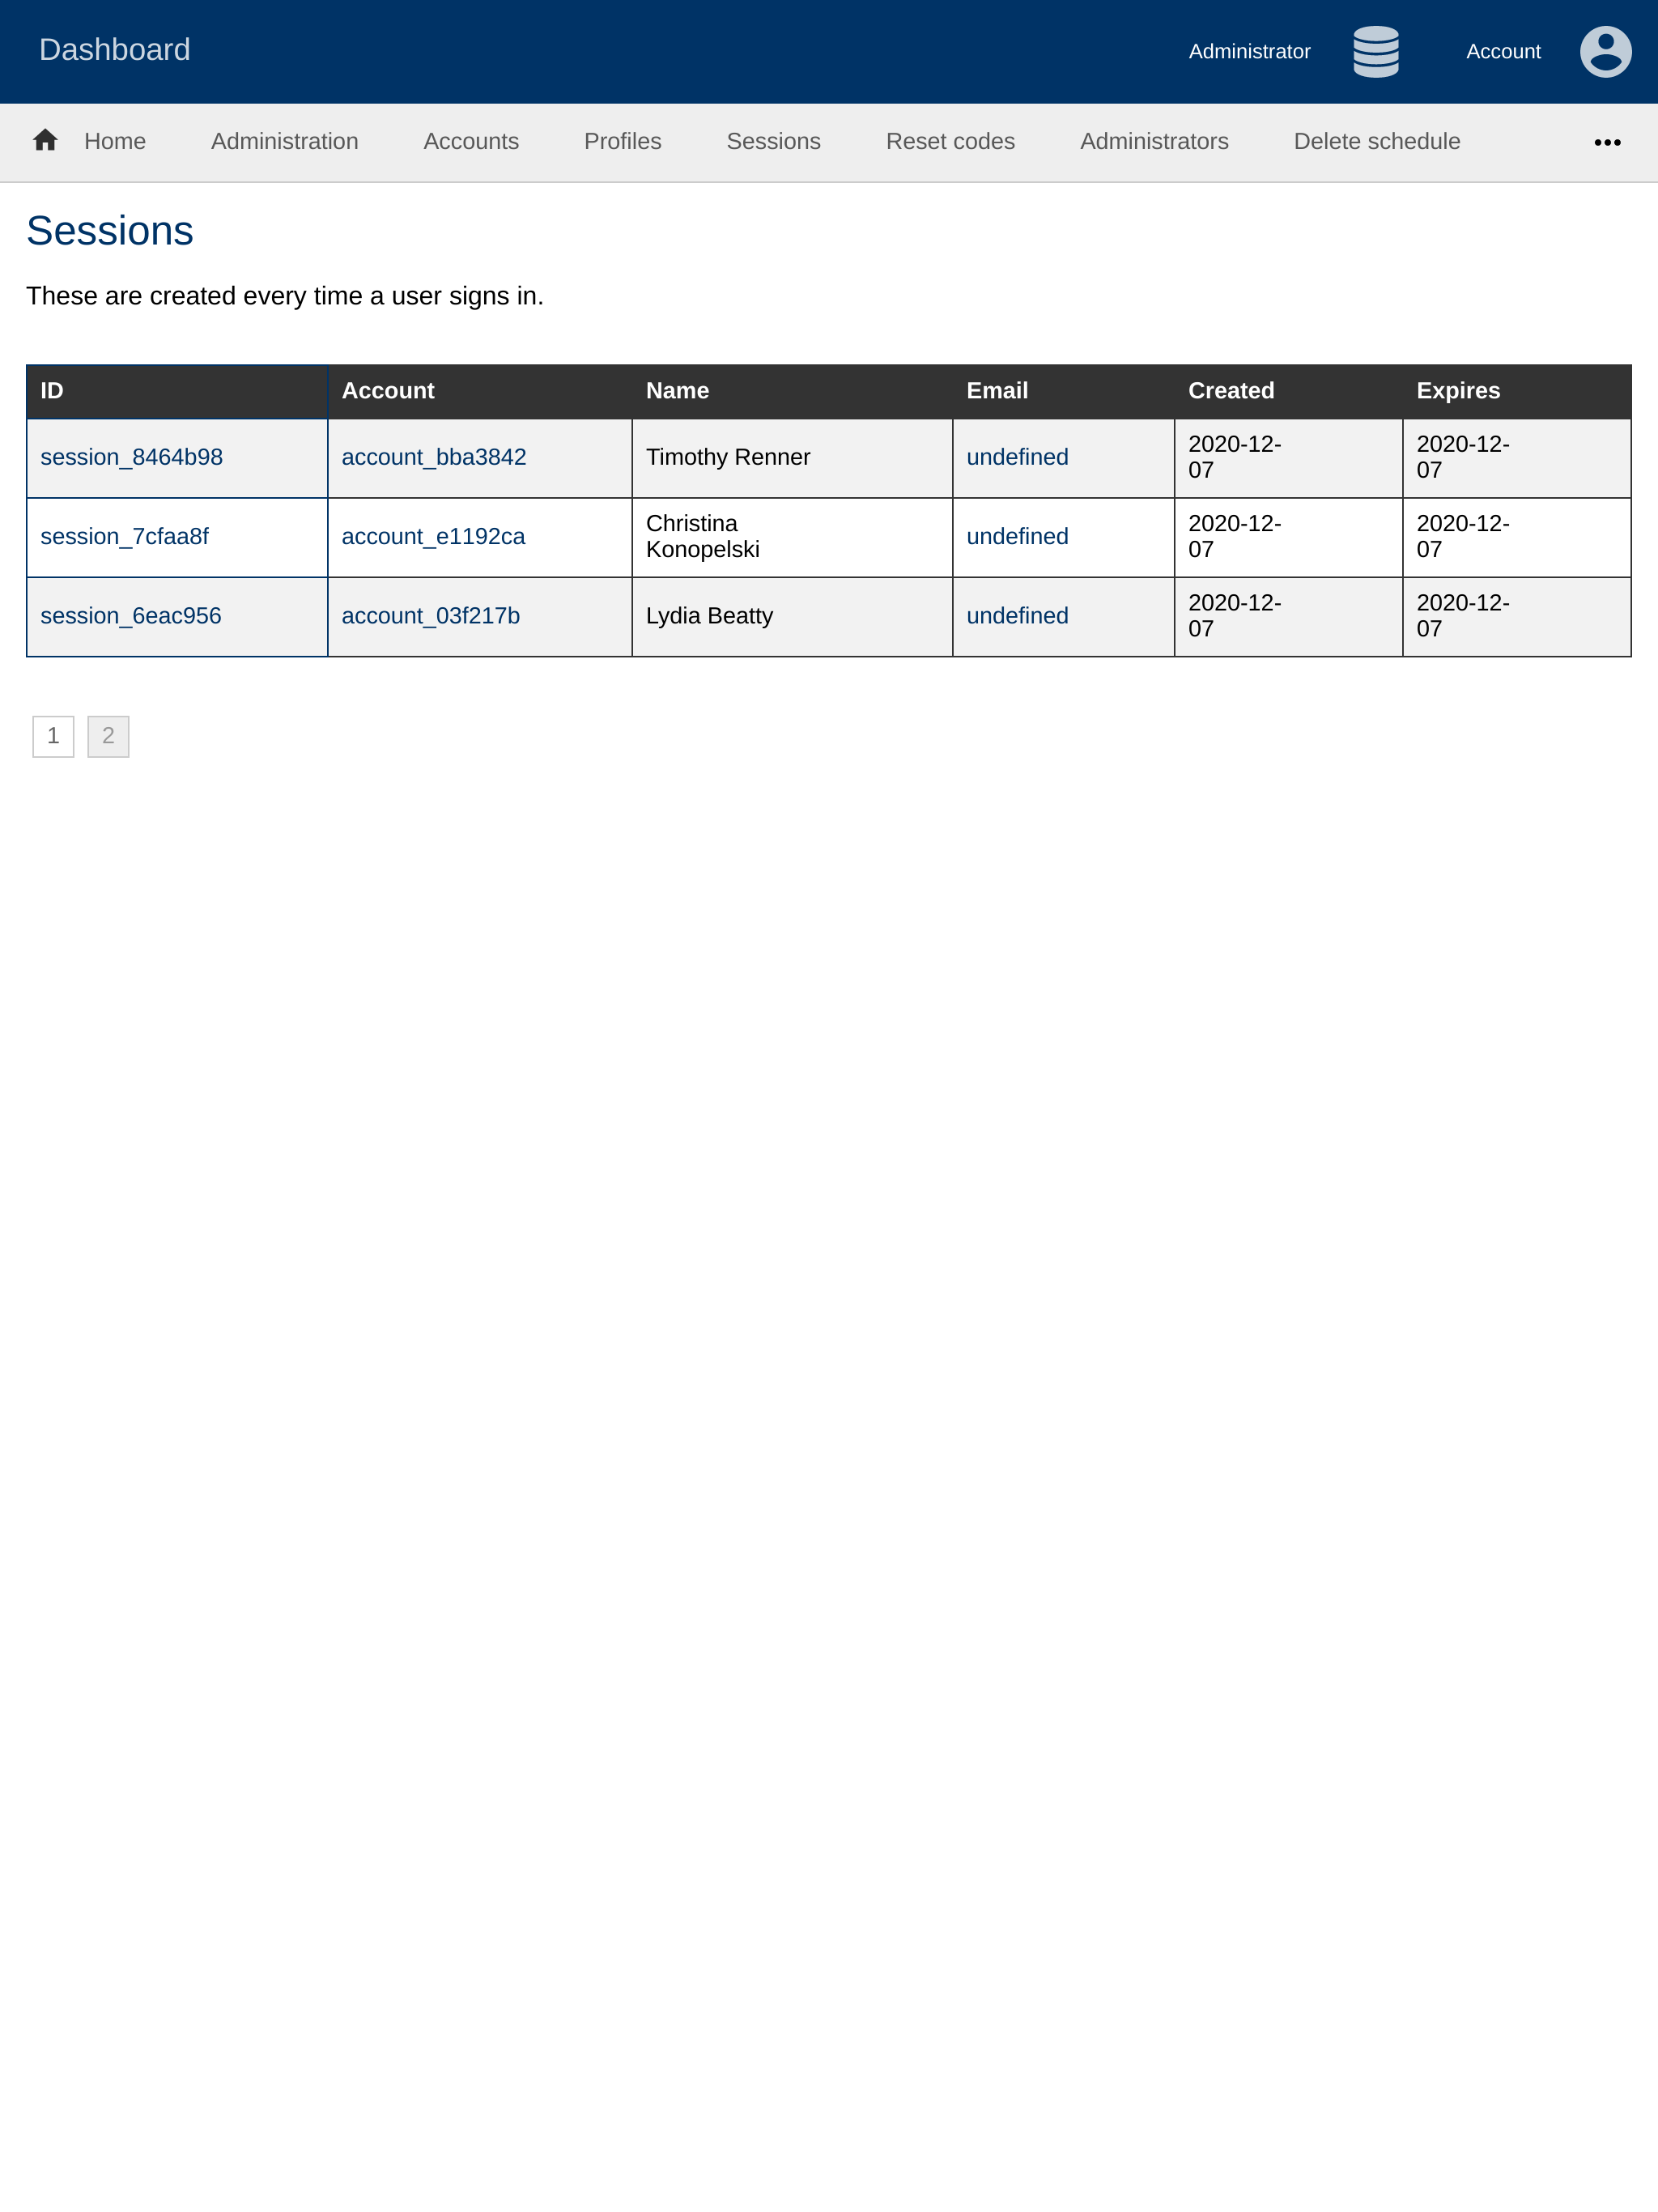 Dashboard Administrator Account
Home Administration Accounts Profiles Sessions Reset codes Administrators Delete schedule •••
Sessions
These are created every time a user signs in.
ID Account Name Email Created Expires
session_8464b98 account_bba3842 Timothy Renner undefined 2020-12-07 2020-12-07
session_7cfaa8f account_e1192ca Christina Konopelski undefined 2020-12-07 2020-12-07
session_6eac956 account_03f217b Lydia Beatty undefined 2020-12-07 2020-12-07
1 2